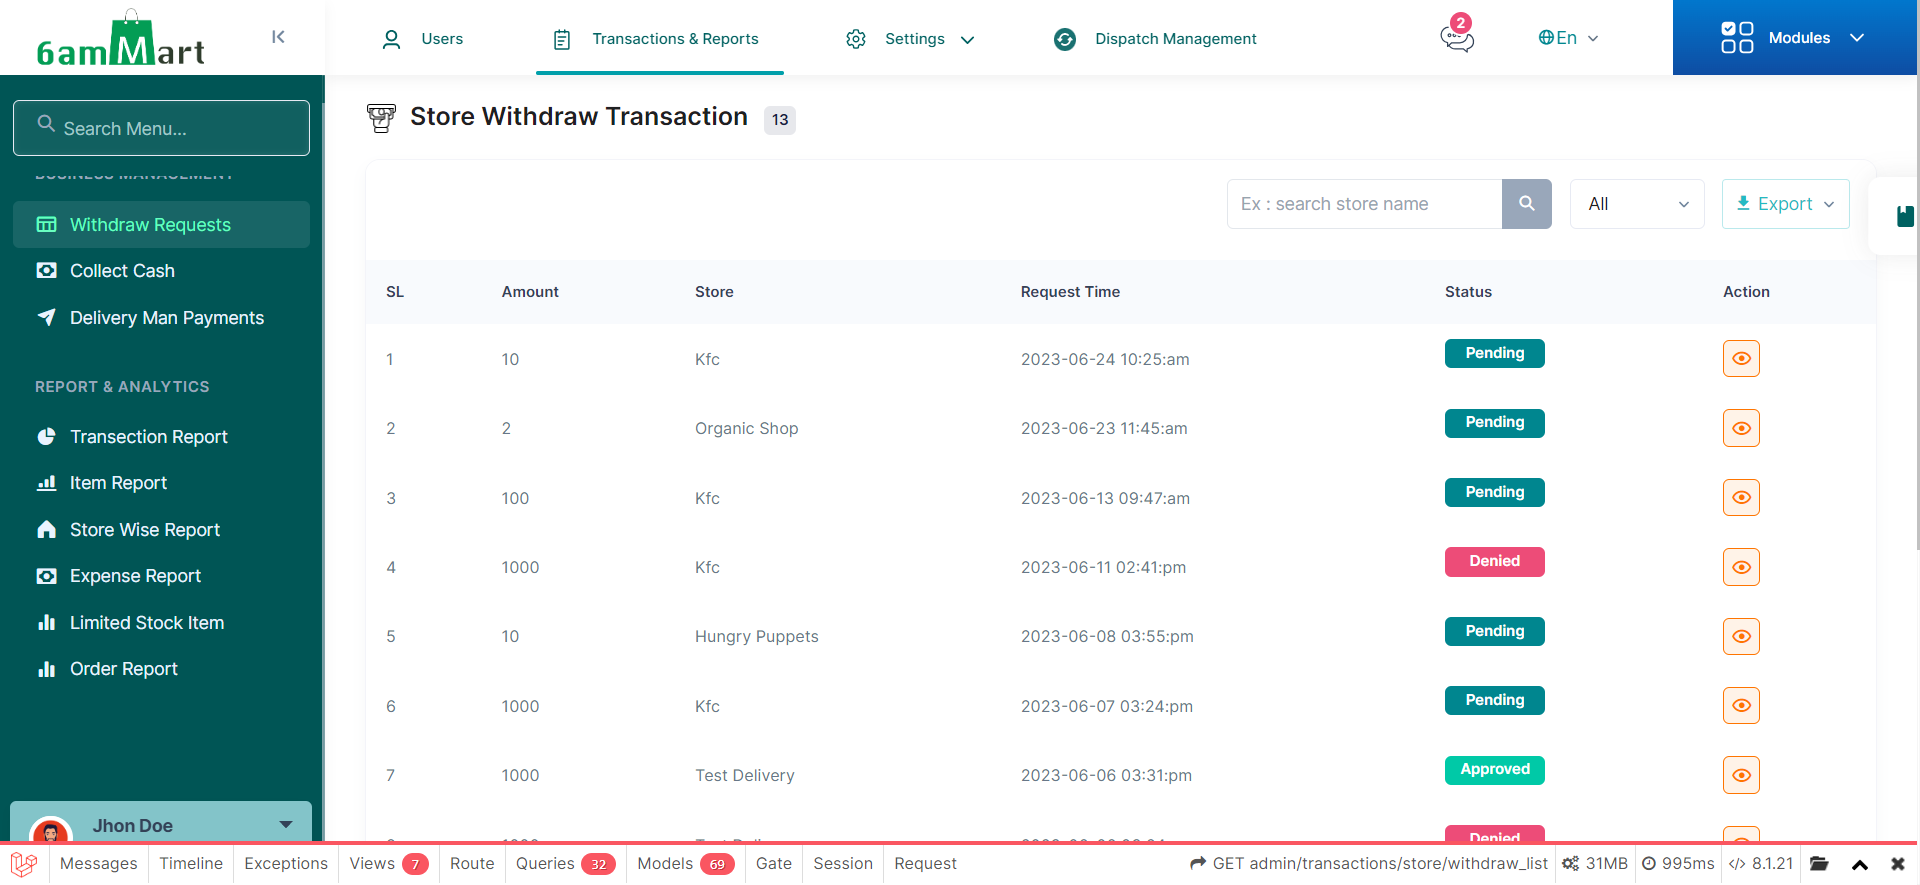 6amMart
Users
Transactions & Reports
Settings
Dispatch Management
2
En
Modules
Search Menu...
BUSINESS MANAGEMENT
Withdraw Requests
Collect Cash
Delivery Man Payments
REPORT & ANALYTICS
Transection Report
Item Report
Store Wise Report
Expense Report
Limited Stock Item
Order Report
Jhon Doe
Store Withdraw Transaction 13
Ex : search store name
All
Export
SL Amount Store Request Time Status Action
1 10 Kfc 2023-06-24 10:25:am Pending
2 2 Organic Shop 2023-06-23 11:45:am Pending
3 100 Kfc 2023-06-13 09:47:am Pending
4 1000 Kfc 2023-06-11 02:41:pm Denied
5 10 Hungry Puppets 2023-06-08 03:55:pm Pending
6 1000 Kfc 2023-06-07 03:24:pm Pending
7 1000 Test Delivery 2023-06-06 03:31:pm Approved
Denied
Messages Timeline Exceptions Views 7 Route Queries 32 Models 69 Gate Session Request GET admin/transactions/store/withdraw_list 31MB 995ms 8.1.21